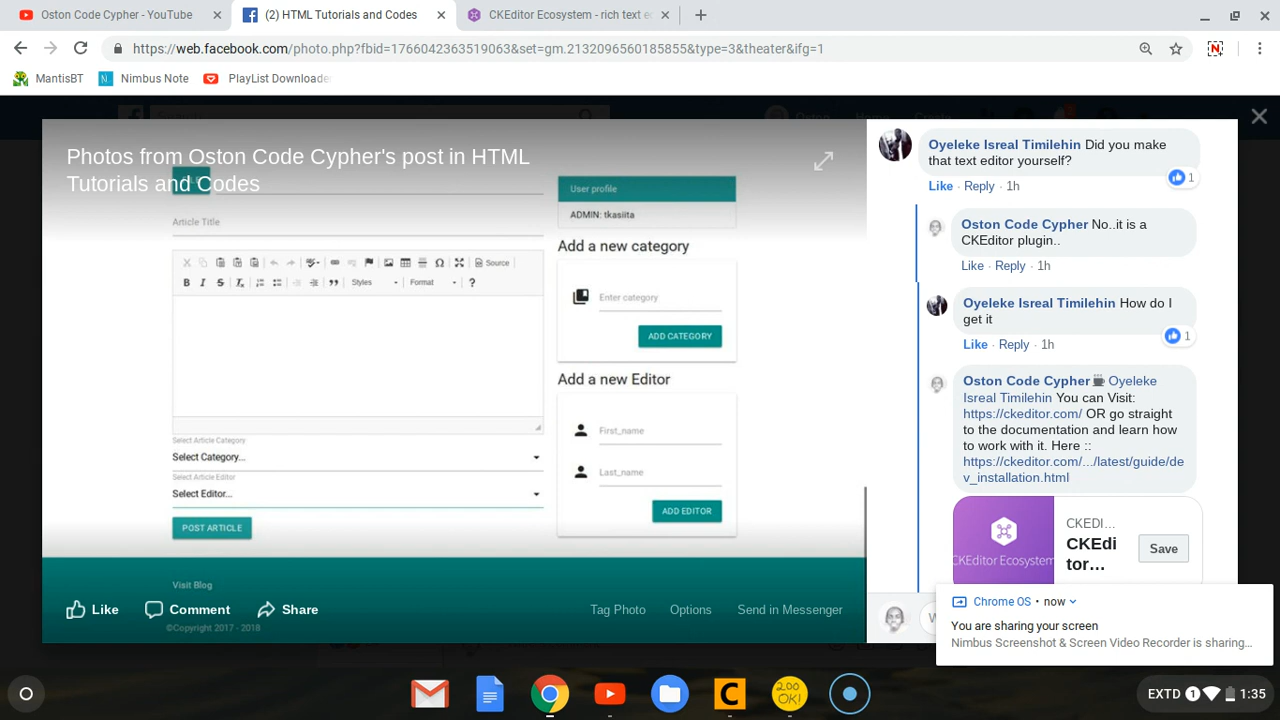 Oston Code Cypher - YouTube
(2) HTML Tutorials and Codes
CKEditor Ecosystem - rich text e
https://web.facebook.com/photo.php?fbid=1766042363519063&set=gm.2132096560185855&type=3&theater&ifg=1
MantisBT
Nimbus Note
PlayList Downloade
Oston
Home
Create
Photos from Oston Code Cypher's post in HTML
Tutorials and Codes
Article Title
Source
B I S
Styles
Format
?
Select Article Category
Select Category...
Select Article Editor
Select Editor...
POST ARTICLE
User profile
ADMIN: tkasiita
Add a new category
Enter category
ADD CATEGORY
Add a new Editor
First_name
Last_name
ADD EDITOR
Visit Blog
©Copyright 2017 - 2018
Like
Comment
Share
Tag Photo
Options
Send in Messenger
Oyeleke Isreal Timilehin Did you make
that text editor yourself?
1
Like · Reply · 1h
Oston Code Cypher No..it is a
CKEditor plugin..
Like · Reply · 1h
Oyeleke Isreal Timilehin How do I
get it
1
Like · Reply · 1h
Oston Code Cypher Oyeleke
Isreal Timilehin You can Visit:
https://ckeditor.com/ OR go straight
to the documentation and learn how
to work with it. Here ::
https://ckeditor.com/.../latest/guide/de
v_installation.html
CKEditor Ecosystem
CKEDI...
CKEdi
tor...
Save
W
Chrome OS • now
You are sharing your screen
Nimbus Screenshot & Screen Video Recorder is sharing...
C
200
OK!
EXTD 1 1:35